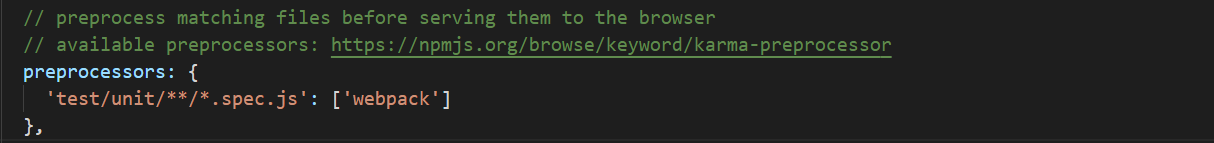 // preprocess matching files before serving them to the browser
// available preprocessors: https://npmjs.org/browse/keyword/karma-preprocessor
preprocessors: {
'test/unit/**/*.spec.js': ['webpack']
},